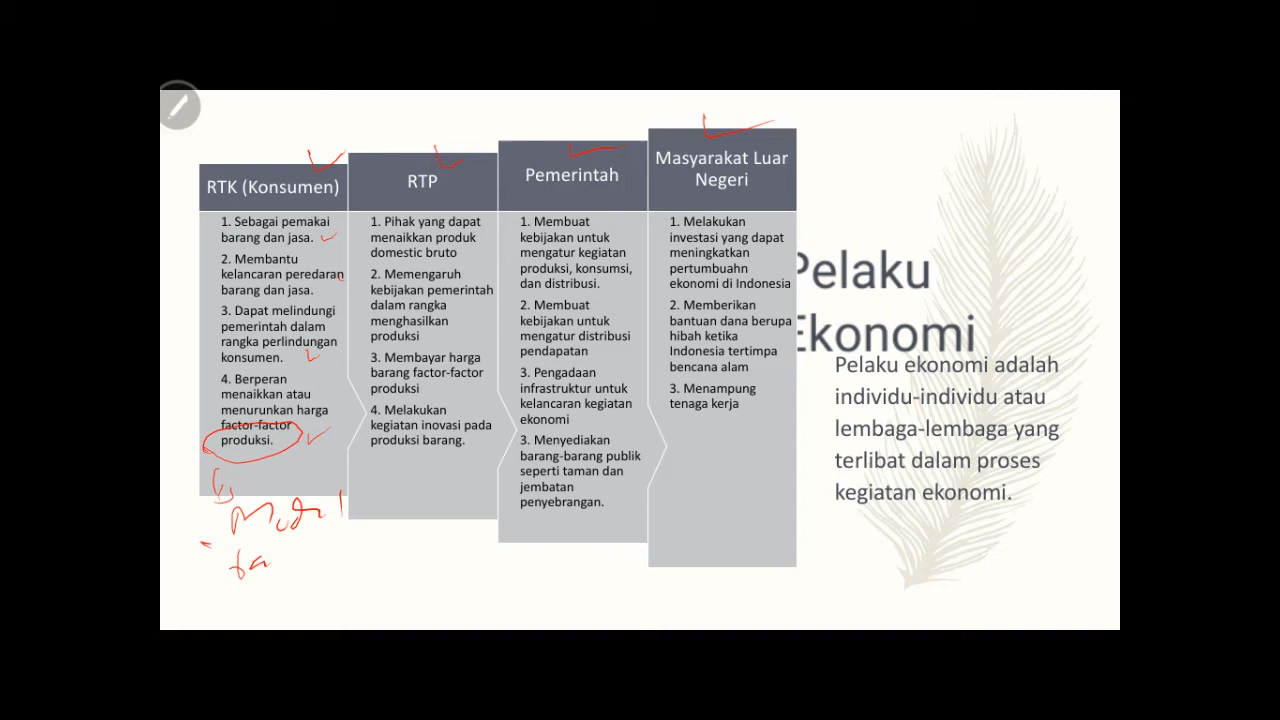 RTK (Konsumen)
1. Sebagai pemakai
barang dan jasa.
2. Membantu
kelancaran peredaran
barang dan jasa.
3. Dapat melindungi
pemerintah dalam
rangka perlindungan
konsumen.
4. Berperan
menaikkan atau
menurunkan harga
factor-factor
produksi.
Modal
RTP
1. Pihak yang dapat
menaikkan produk
domestic bruto
2. Memengaruh
kebijakan pemerintah
dalam rangka
menghasilkan
produksi
3. Membayar harga
barang factor-factor
produksi
4. Melakukan
kegiatan inovasi pada
produksi barang.
Pemerintah
1. Membuat
kebijakan untuk
mengatur kegiatan
produksi, konsumsi,
dan distribusi.
2. Membuat
kebijakan untuk
mengatur distribusi
pendapatan
3. Pengadaan
infrastruktur untuk
kelancaran kegiatan
ekonomi
3. Menyediakan
barang-barang publik
seperti taman dan
jembatan
penyebrangan.
Masyarakat Luar
Negeri
1. Melakukan
investasi yang dapat
meningkatkan
pertumbuahn
ekonomi di Indonesia
2. Memberikan
bantuan dana berupa
hibah ketika
Indonesia tertimpa
bencana alam
3. Menampung
tenaga kerja
Pelaku
Ekonomi
Pelaku ekonomi adalah
individu-individu atau
lembaga-lembaga yang
terlibat dalam proses
kegiatan ekonomi.